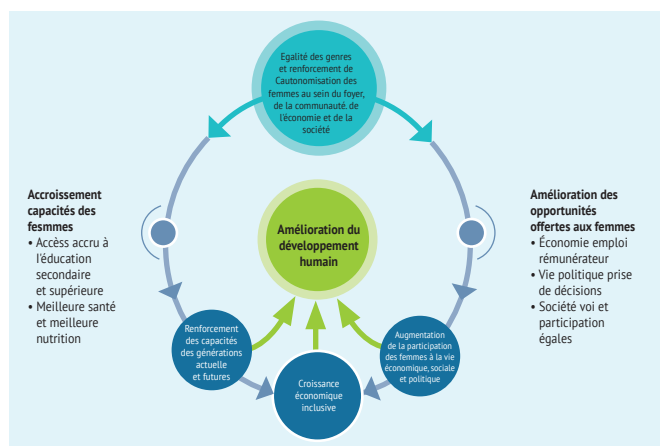 Egalité des genres
et renforcement de
Cautonomisation des
femmes au sein du foyer,
de la communauté. de
l'économie et de la
société
Accroissement
capacités des
fesmmes
• Accèss accru à
l'éducation
secondaire
et supérieure
• Meilleure santé
et meilleure
nutrition
Amélioration du
développement
humain
Amélioration des
opportunités
offertes aux femmes
• Économie emploi
rémunérateur
• Vie politique prise
de décisions
• Société voi et
participation
égales
Renforcement
des capacités
des générations
actuelle
et futures
Croissance
économique
inclusive
Augmentation
de la participation
des femmes à la vie
économique, sociale
et politique